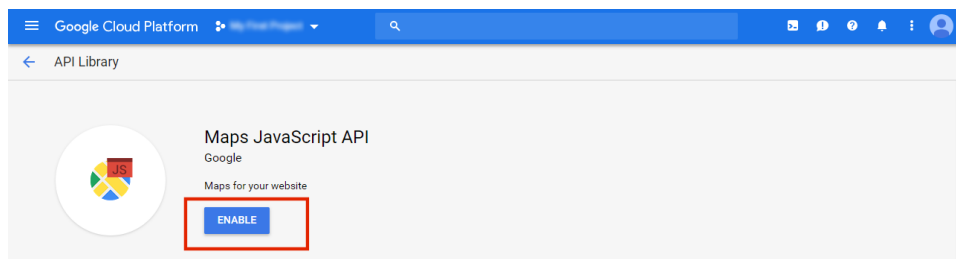 Google Cloud Platform
API Library
JS
Maps JavaScript API
Google
Maps for your website
ENABLE